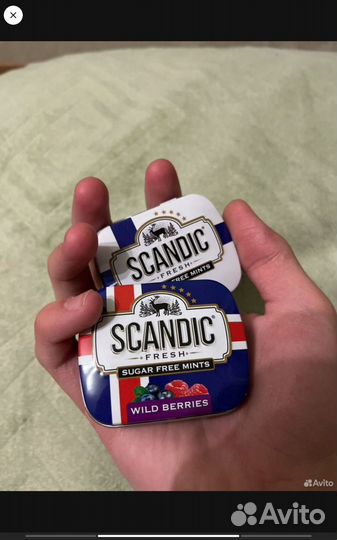 SCANDIC®
FRESH
E FREE MINTS
SCANDIC®
FRESH
SUGAR FREE MINTS
WILD BERRIES
Avito
Avito